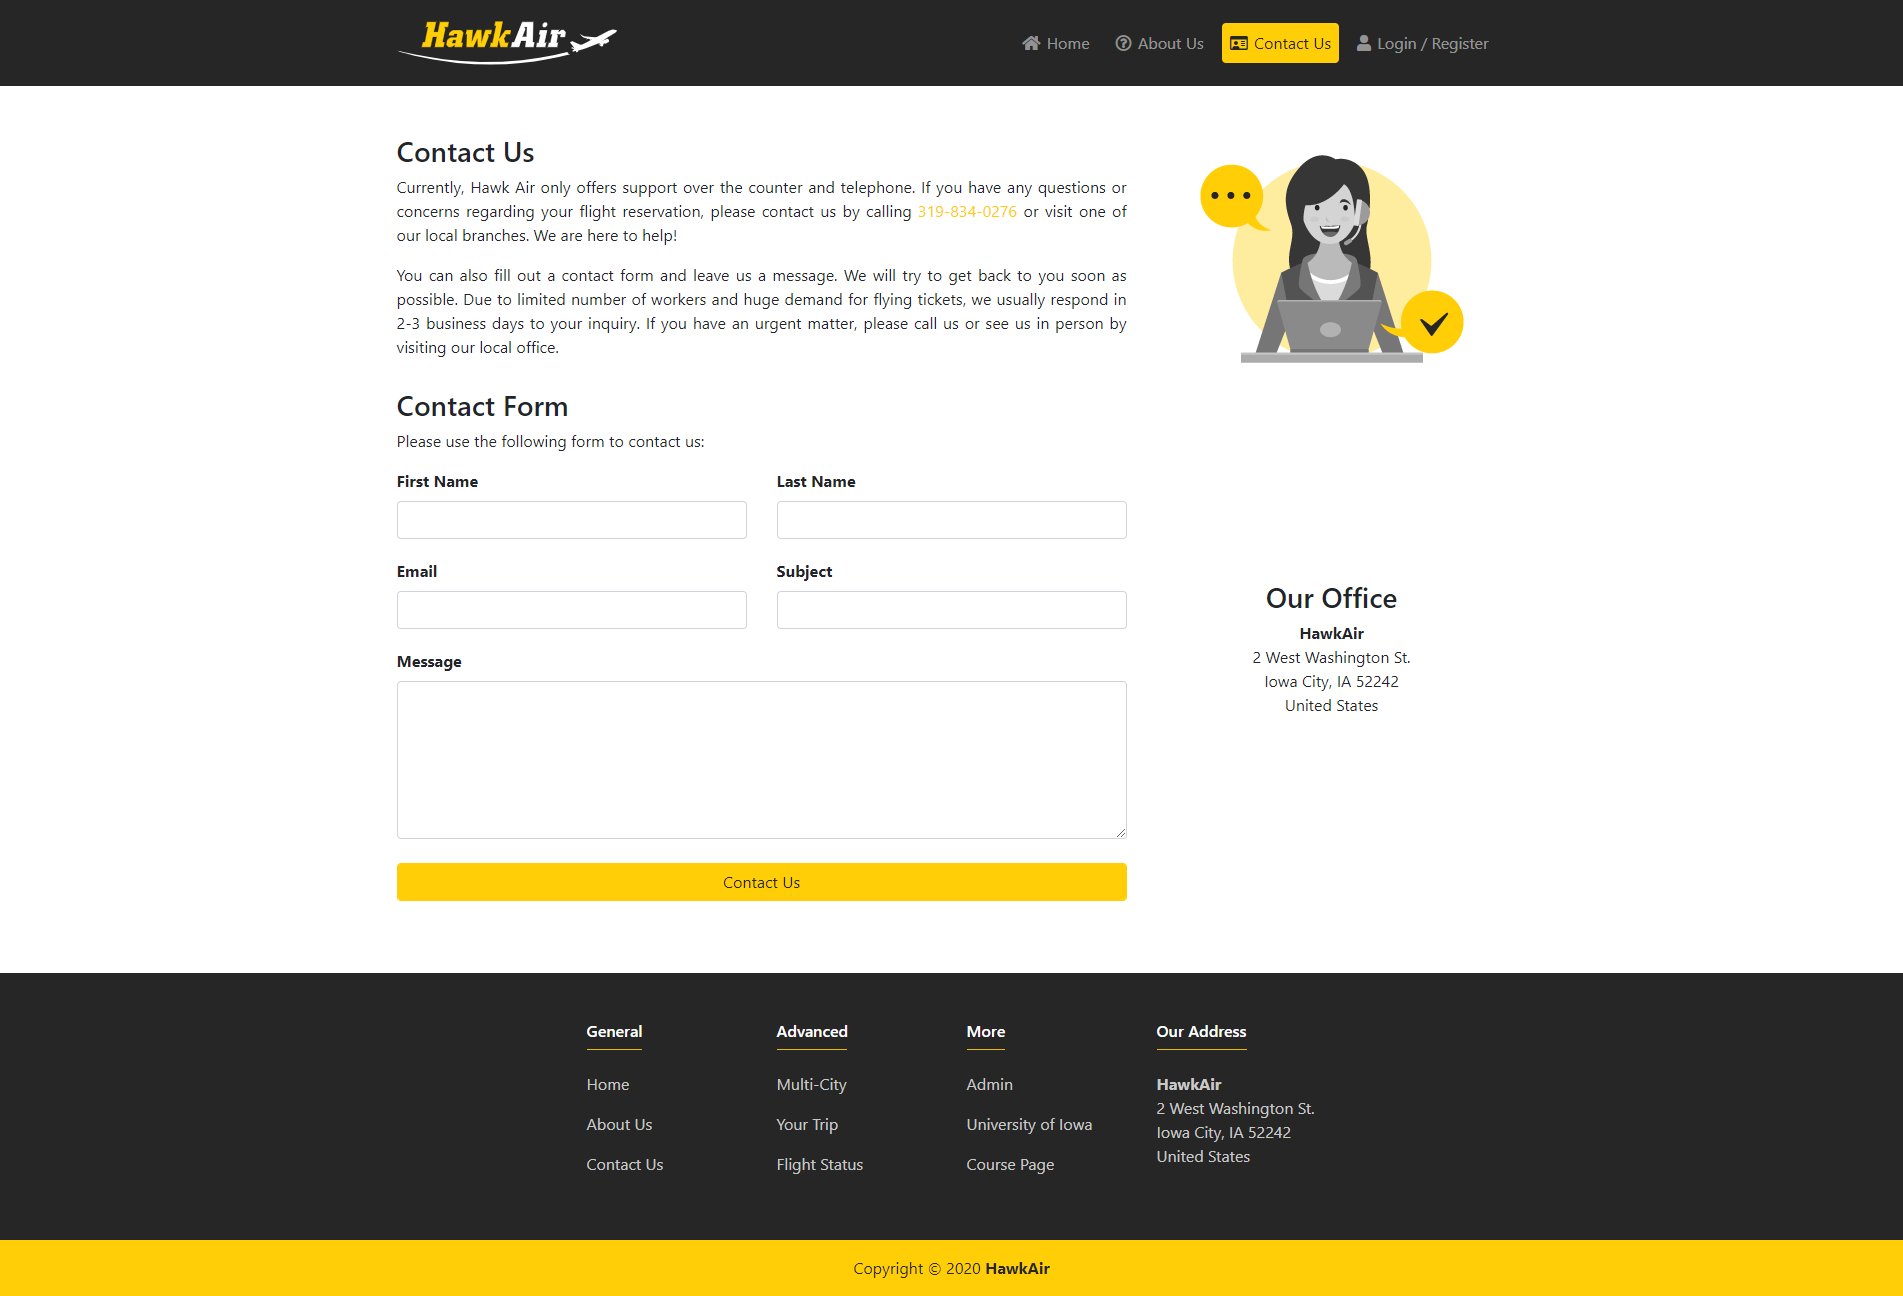 HawkAir
Home
About Us
Contact Us
Login / Register
Contact Us
Currently, Hawk Air only offers support over the counter and telephone. If you have any questions or
concerns regarding your flight reservation, please contact us by calling 319-834-0276 or visit one of
our local branches. We are here to help!
You can also fill out a contact form and leave us a message. We will try to get back to you soon as
possible. Due to limited number of workers and huge demand for flying tickets, we usually respond in
2-3 business days to your inquiry. If you have an urgent matter, please call us or see us in person by
visiting our local office.
Contact Form
Please use the following form to contact us:
First Name
Last Name
Email
Subject
Message
Contact Us
Our Office
HawkAir
2 West Washington St.
Iowa City, IA 52242
United States
General
Home
About Us
Contact Us
Advanced
Multi-City
Your Trip
Flight Status
More
Admin
University of Iowa
Course Page
Our Address
HawkAir
2 West Washington St.
Iowa City, IA 52242
United States
Copyright © 2020 HawkAir